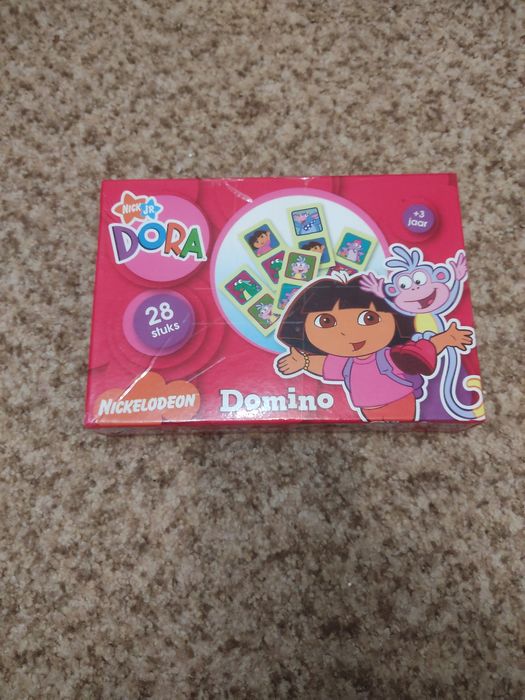 NICK JR
DORA
+3
jaar
28
stuks
NICKELODEON
Domino